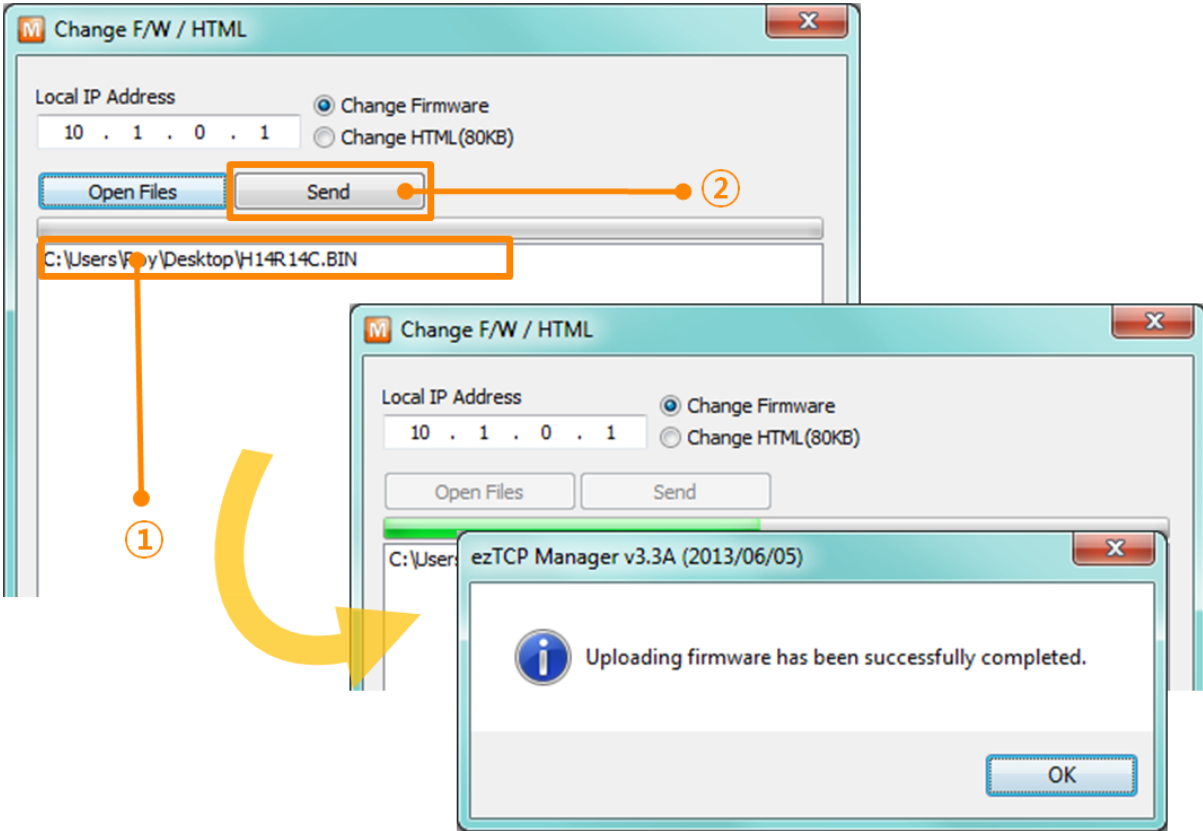 M Change F/W / HTML
Local IP Address
10 . 1 . 0 . 1
Change Firmware
Change HTML(80KB)
Open Files
Send
②
C:\Users\Roy\Desktop\H14R14C.BIN
①
M Change F/W / HTML
Local IP Address
10 . 1 . 0 . 1
Change Firmware
Change HTML(80KB)
Open Files
Send
C:\Users
ezTCP Manager v3.3A (2013/06/05)
Uploading firmware has been successfully completed.
OK